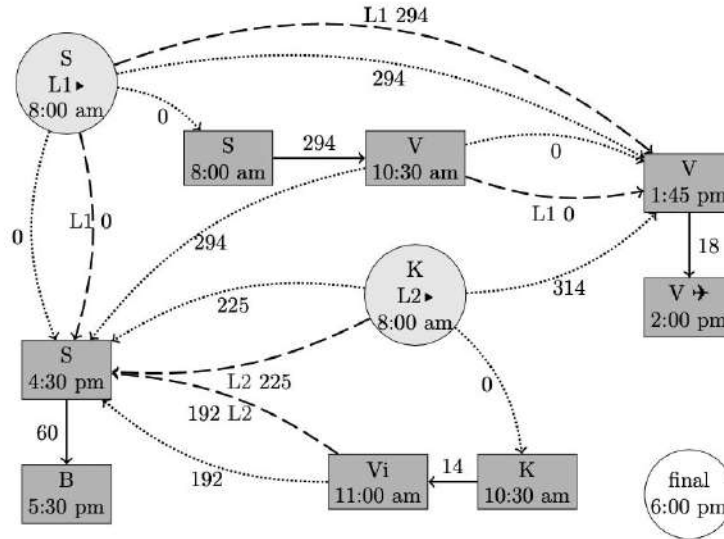 L1 294
S
L1▸
8:00 am
294
0
S
8:00 am
294
V
10:30 am
0
V
1:45 pm
L1 0
0
L1 0
294
18
K
L2▸
8:00 am
225
314
V ✈
2:00 pm
S
4:30 pm
L2 225
192 L2
0
60
B
5:30 pm
192
Vi
11:00 am
14
K
10:30 am
final
6:00 pm